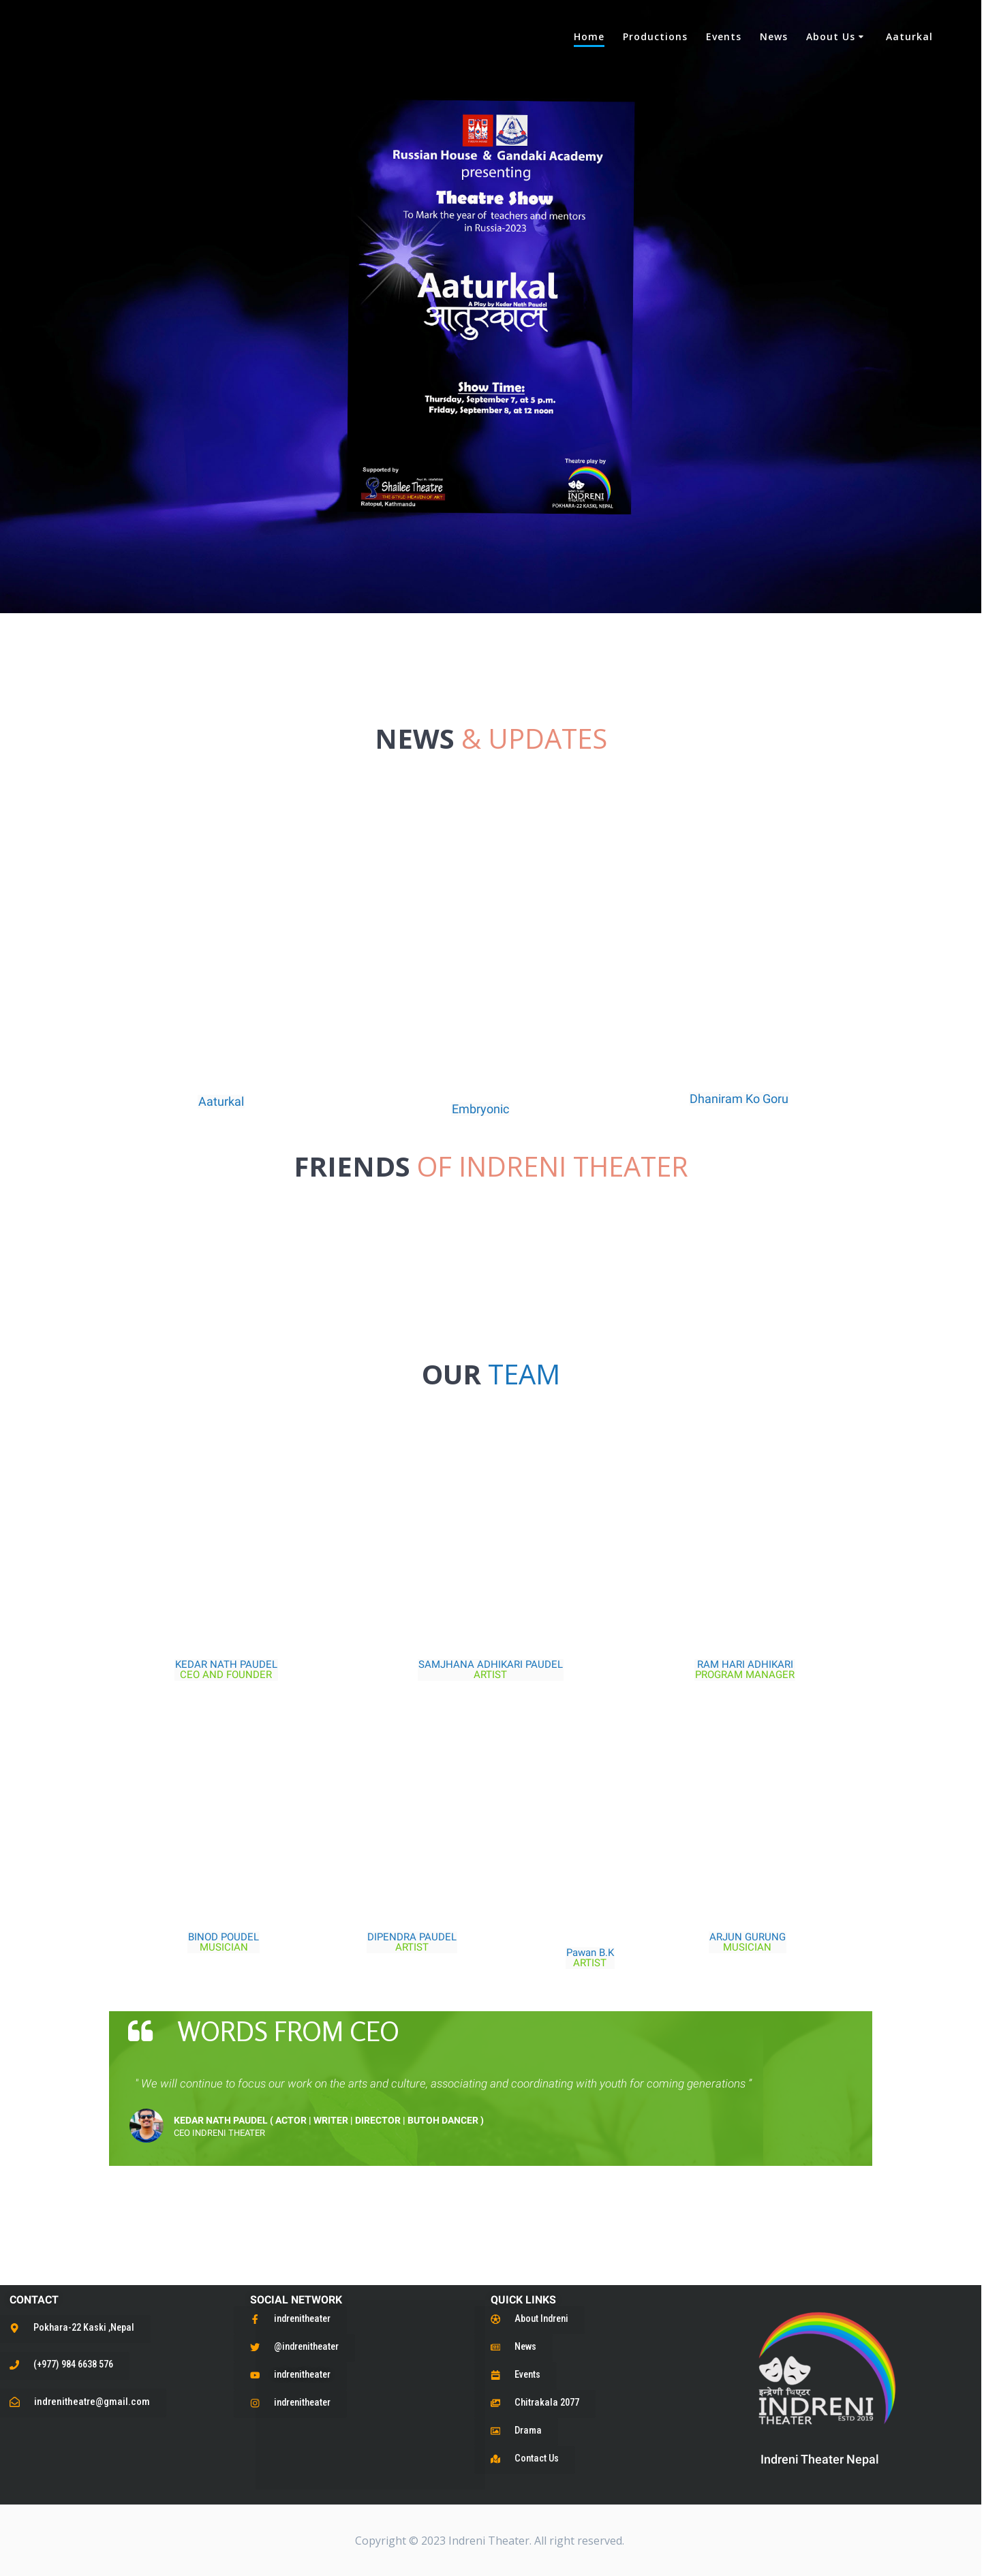 Home Productions Events News About Us Aaturkal
Russian House & Gandaki Academy
presenting
Theatre Show
To Mark the year of teachers and mentors
in Russia-2023
Aaturkal
A Play by Kedar Nath Paudel
आतुरकाल
Show Time:
Thursday, September 7, at 5 p.m.
Friday, September 8, at 12 noon
Supported by
Shailee Theatre
Ratopul, Kathmandu
Theatre play by
INDRENI
POKHARA-22 KASKI, NEPAL
NEWS & UPDATES
Aaturkal
Embryonic
Dhaniram Ko Goru
FRIENDS OF INDRENI THEATER
OUR TEAM
KEDAR NATH PAUDEL
CEO AND FOUNDER
SAMJHANA ADHIKARI PAUDEL
ARTIST
RAM HARI ADHIKARI
PROGRAM MANAGER
BINOD POUDEL
MUSICIAN
DIPENDRA PAUDEL
ARTIST
Pawan B.K
ARTIST
ARJUN GURUNG
MUSICIAN
WORDS FROM CEO
" We will continue to focus our work on the arts and culture, associating and coordinating with youth for coming generations “
KEDAR NATH PAUDEL ( ACTOR | WRITER | DIRECTOR | BUTOH DANCER )
CEO INDRENI THEATER
CONTACT
Pokhara-22 Kaski ,Nepal
(+977) 984 6638 576
indrenitheatre@gmail.com
SOCIAL NETWORK
indrenitheater
@indrenitheater
indrenitheater
indrenitheater
QUICK LINKS
About Indreni
News
Events
Chitrakala 2077
Drama
Contact Us
इन्द्रेणी थिएटर
INDRENI
THEATER ESTD 2019
Indreni Theater Nepal
Copyright © 2023 Indreni Theater. All right reserved.